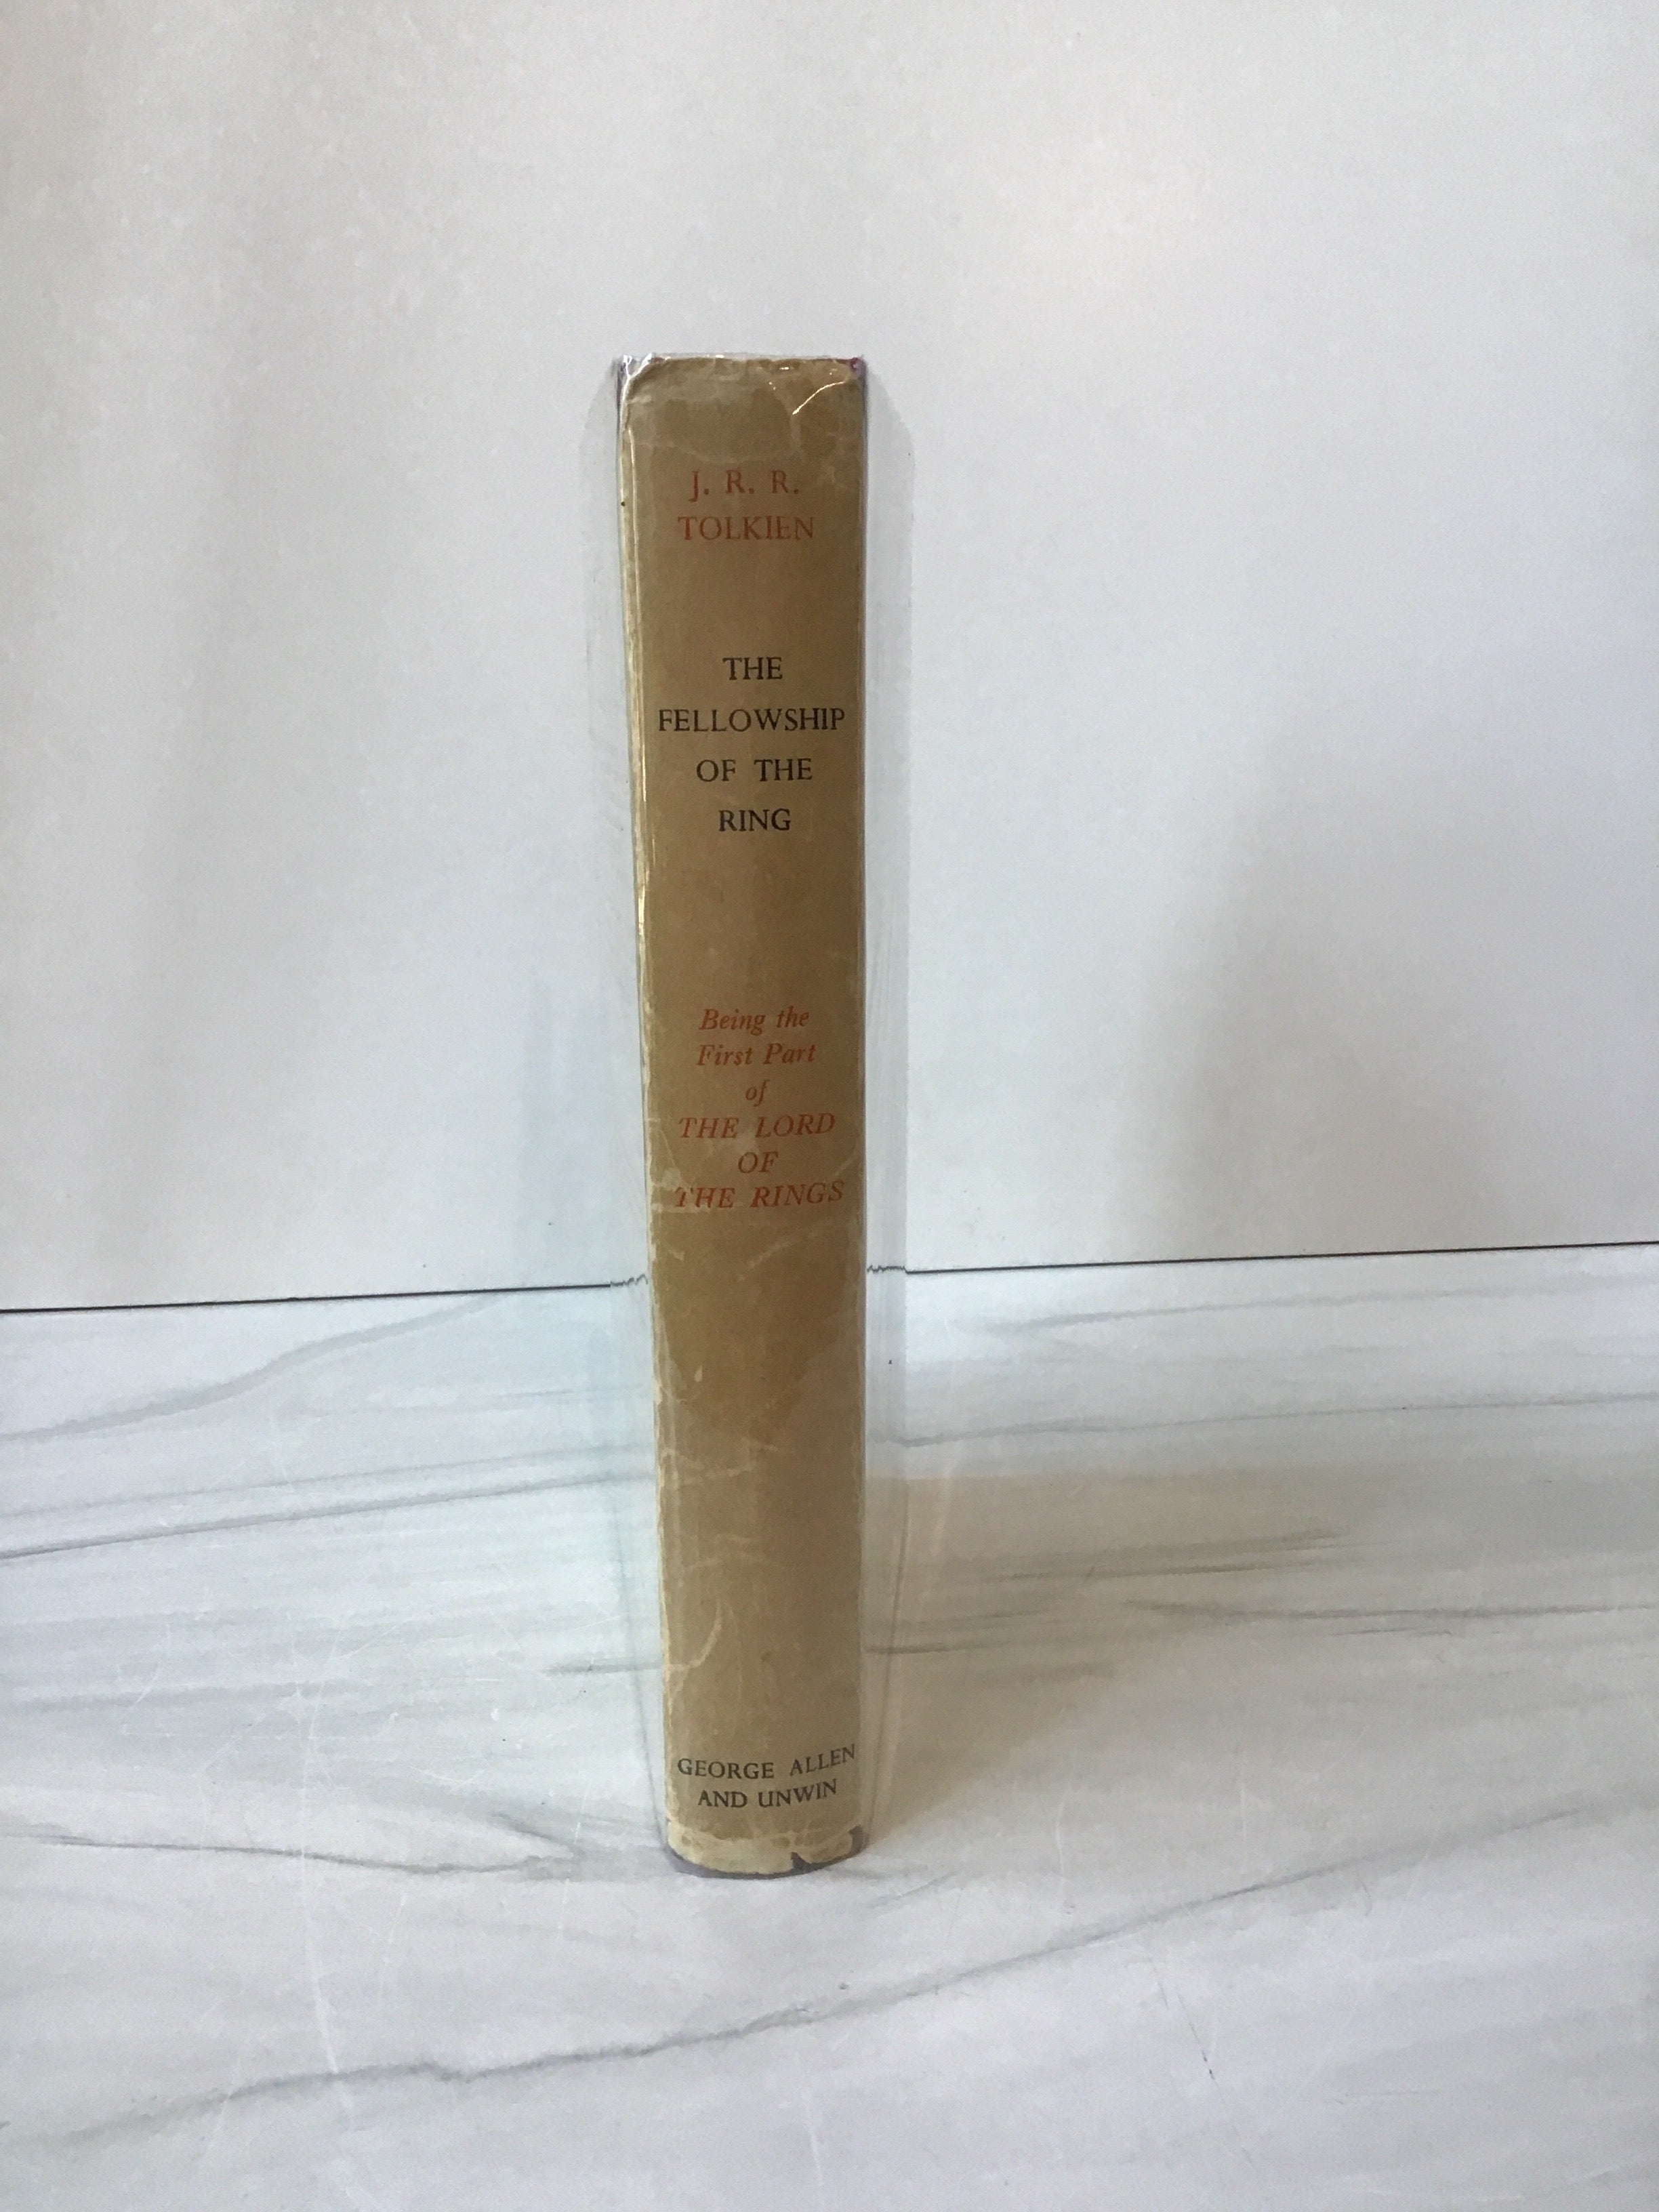 J. R. R.
TOLKIEN
THE
FELLOWSHIP
OF THE
RING
Being the
First Part
of
THE LORD
OF
THE RINGS
GEORGE ALLEN
AND UNWIN